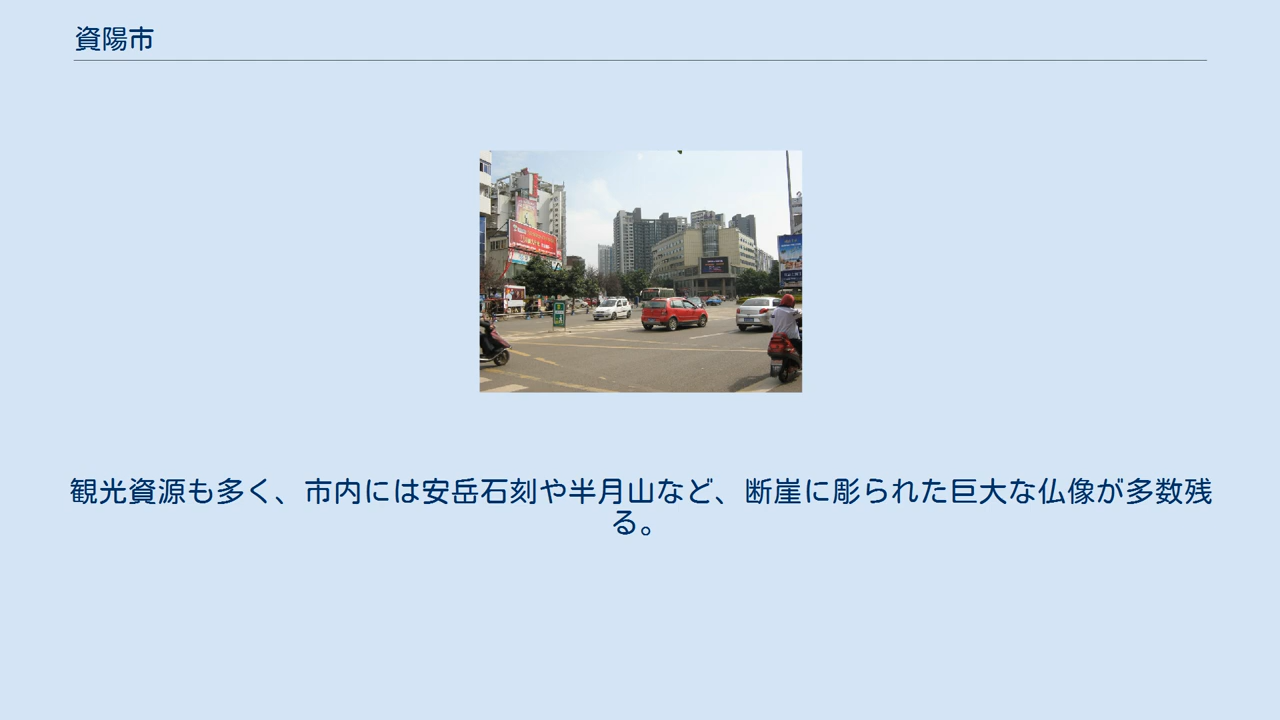 資陽市
観光資源も多く、市内には安岳石刻や半月山など、断崖に彫られた巨大な仏像が多数残
る。